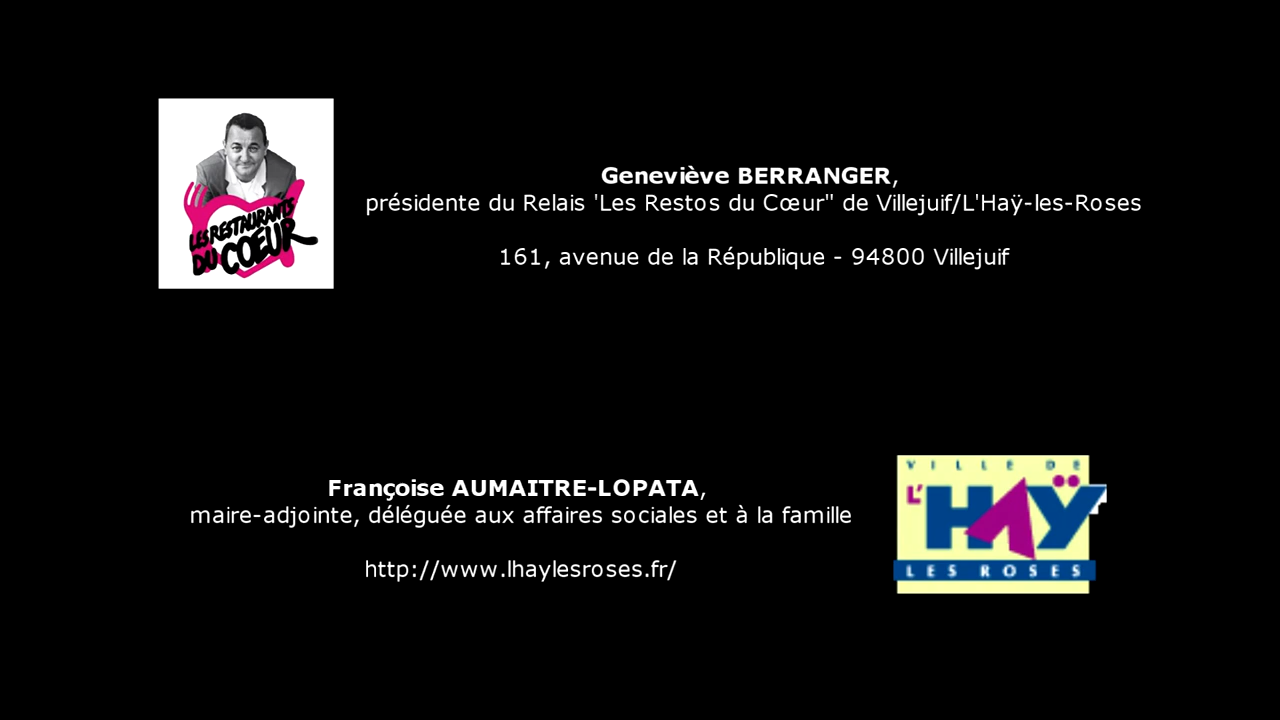 LES RESTAURANTS
DU CŒUR
Geneviève BERRANGER,
présidente du Relais 'Les Restos du Cœur" de Villejuif/L'Haÿ-les-Roses
161, avenue de la République - 94800 Villejuif
Françoise AUMAITRE-LOPATA,
maire-adjointe, déléguée aux affaires sociales et à la famille
http://www.lhaylesroses.fr/
VILLE DE
L'HAŸ
LES ROSES